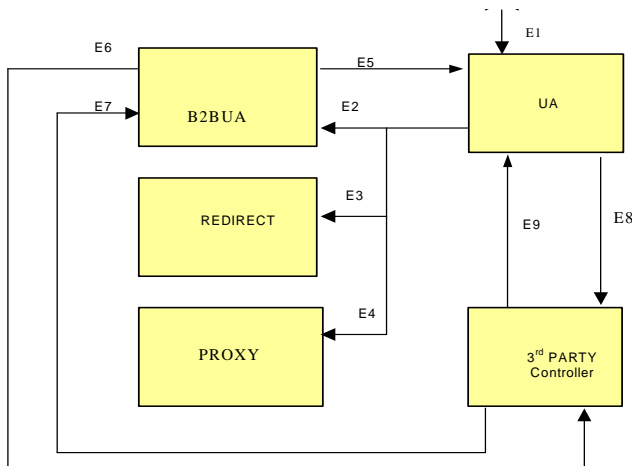 E6
E1
E5
E7
E2
UA
B2BUA
E3
REDIRECT
E9
E8
E4
PROXY
3rd PARTY
Controller